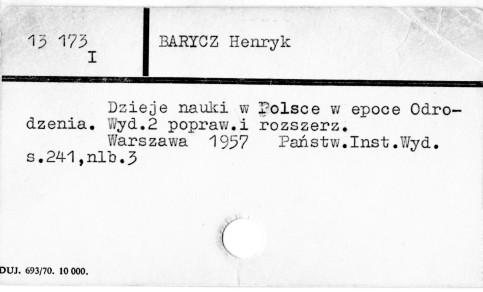 13 173
I
BARYCZ Henryk
Dzieje nauki w Polsce w epoce Odro-
dzenia. Wyd.2 popraw.i rozszerz.
Warszawa 1957 Państw.Inst.Wyd.
s.241,nlb.3
DUJ. 693/70. 10 000.